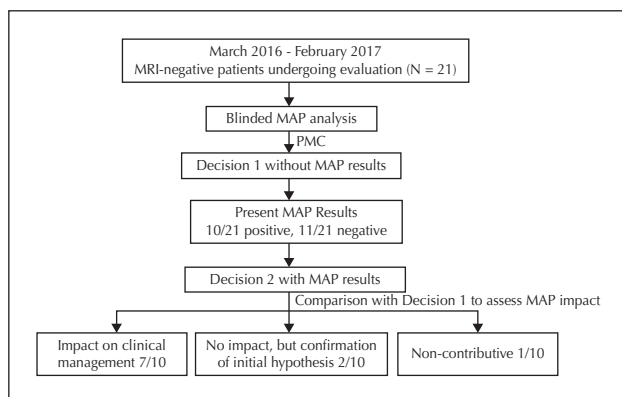 March 2016 - February 2017
MRI-negative patients undergoing evaluation (N = 21)
Blinded MAP analysis
PMC
Decision 1 without MAP results
Present MAP Results
10/21 positive, 11/21 negative
Decision 2 with MAP results
Comparison with Decision 1 to assess MAP impact
Impact on clinical
management 7/10
No impact, but confirmation
of initial hypothesis 2/10
Non-contributive 1/10